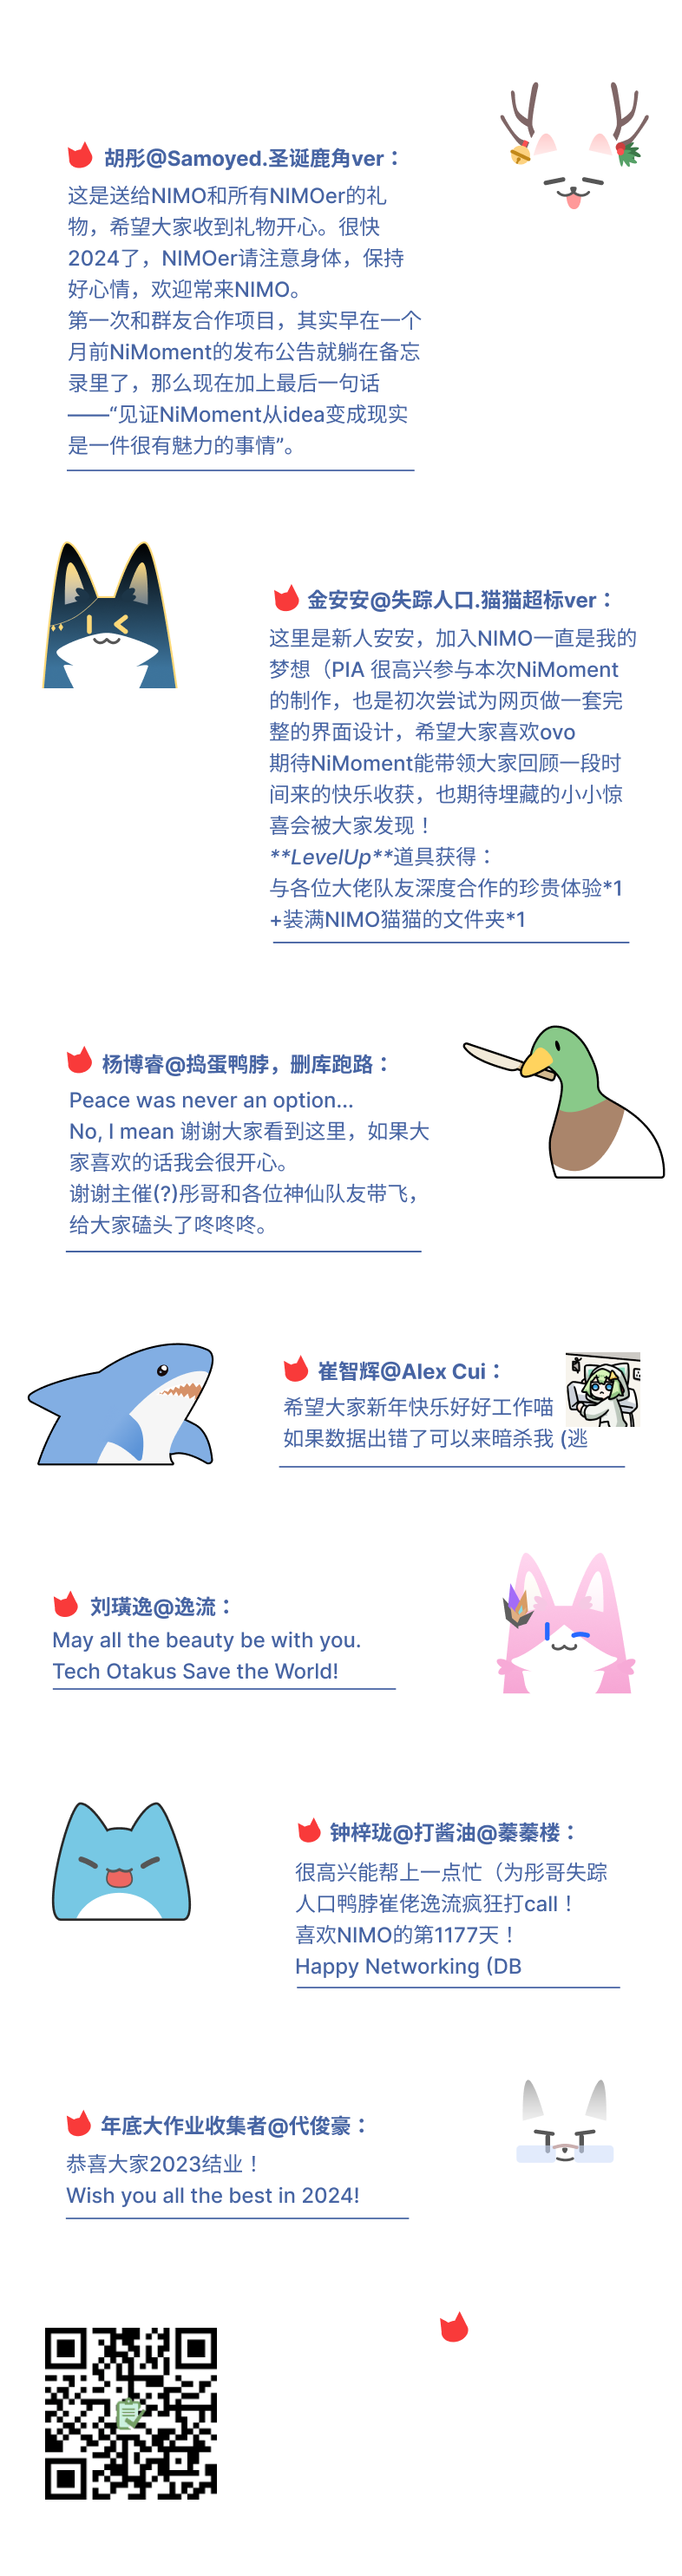 胡彤@Samoyed.圣诞鹿角ver：
这是送给NIMO和所有NIMOer的礼
物，希望大家收到礼物开心。很快
2024了，NIMOer请注意身体，保持
好心情，欢迎常来NIMO。
第一次和群友合作项目，其实早在一个
月前NiMoment的发布公告就躺在备忘
录里了，那么现在加上最后一句话
——“见证NiMoment从idea变成现实
是一件很有魅力的事情”。
金安安@失踪人口.猫猫超标ver：
这里是新人安安，加入NIMO一直是我的
梦想（PIA 很高兴参与本次NiMoment
的制作，也是初次尝试为网页做一套完
整的界面设计，希望大家喜欢ovo
期待NiMoment能带领大家回顾一段时
间来的快乐收获，也期待埋藏的小小惊
喜会被大家发现！
**LevelUp**道具获得：
与各位大佬队友深度合作的珍贵体验*1
+装满NIMO猫猫的文件夹*1
杨博睿@捣蛋鸭脖，删库跑路：
Peace was never an option...
No, I mean 谢谢大家看到这里，如果大
家喜欢的话我会很开心。
谢谢主催(?)彤哥和各位神仙队友带飞，
给大家磕头了咚咚咚。
崔智辉@Alex Cui：
希望大家新年快乐好好工作喵
如果数据出错了可以来暗杀我 (逃
刘璜逸@逸流：
May all the beauty be with you.
Tech Otakus Save the World!
钟梓珑@打酱油@蓁蓁楼：
很高兴能帮上一点忙（为彤哥失踪
人口鸭脖崔佬逸流疯狂打call！
喜欢NIMO的第1177天！
Happy Networking (DB
年底大作业收集者@代俊豪：
恭喜大家2023结业！
Wish you all the best in 2024!